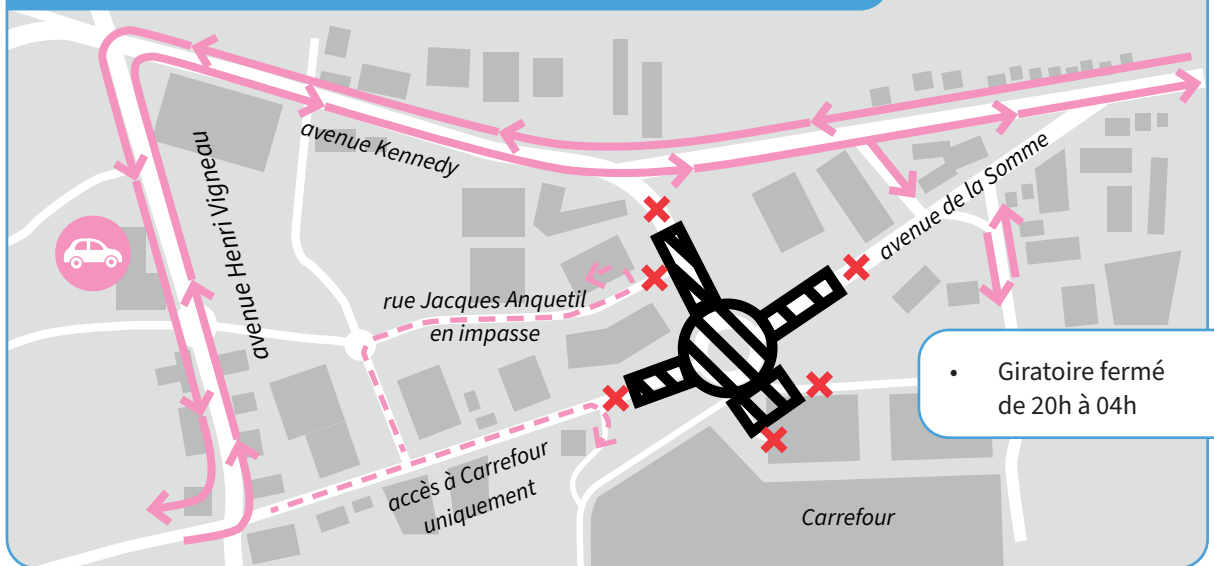 avenue Kennedy
avenue Henri Vigneau
avenue de la Somme
rue Jacques Anquetil
en impasse
• Giratoire fermé
de 20h à 04h
accès à Carrefour
uniquement
Carrefour